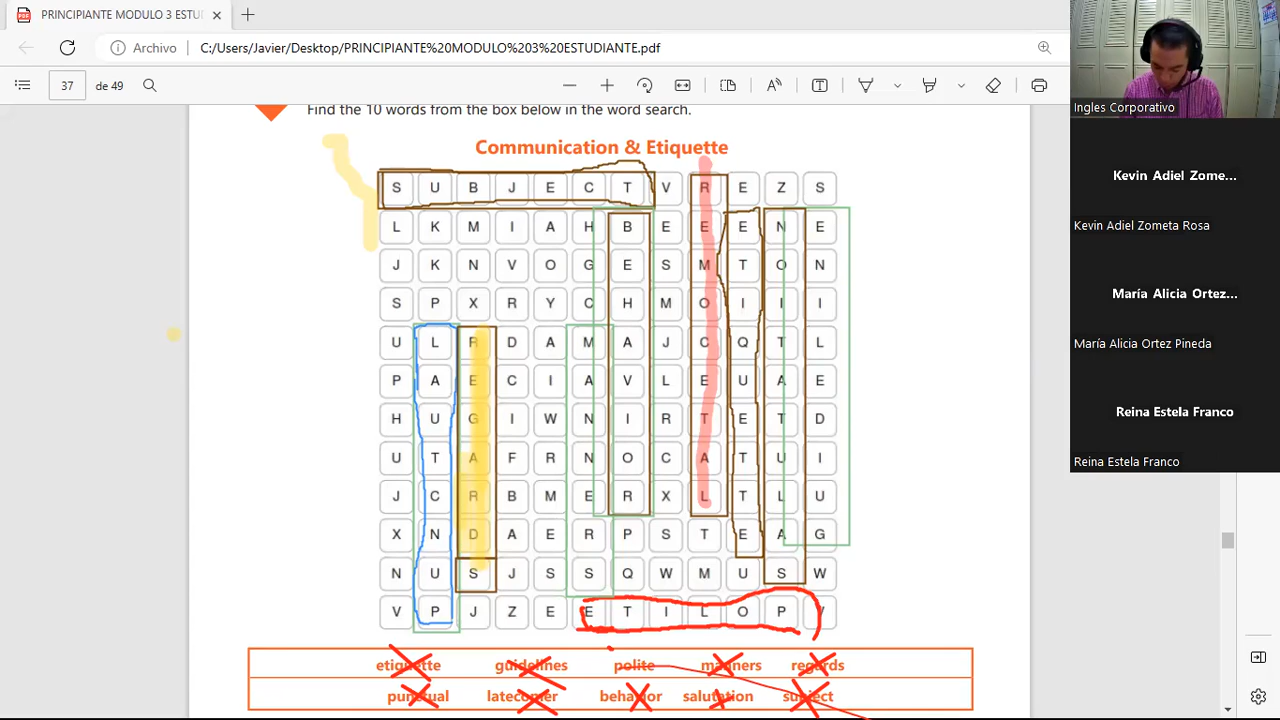 PRINCIPIANTE MODULO 3 ESTU
Archivo C:/Users/Javier/Desktop/PRINCIPIANTE%20MODULO%203%20ESTUDIANTE.pdf
37 de 49
Find the 10 words from the box below in the word search.
Communication & Etiquette
S U B J E C T V R E Z S
L K M I A H B E E E N E
J K N V O G E S M T O N
S P X R Y C H M O I I I
U L R D A M A J C Q T L
P A E C I A V L E U A E
H U G I W N I R T E T D
U T A F R N O C A T U I
J C R B M E R X L T L U
X N D A E R P S T E A G
N U S J S S Q W M U S W
V P J Z E E T I L O P V
etiquette guidelines polite manners regards
punctual latecomer behavior salutation subject
Ingles Corporativo
Kevin Adiel Zome...
Kevin Adiel Zometa Rosa
María Alicia Ortez...
María Alicia Ortez Pineda
Reina Estela Franco
Reina Estela Franco